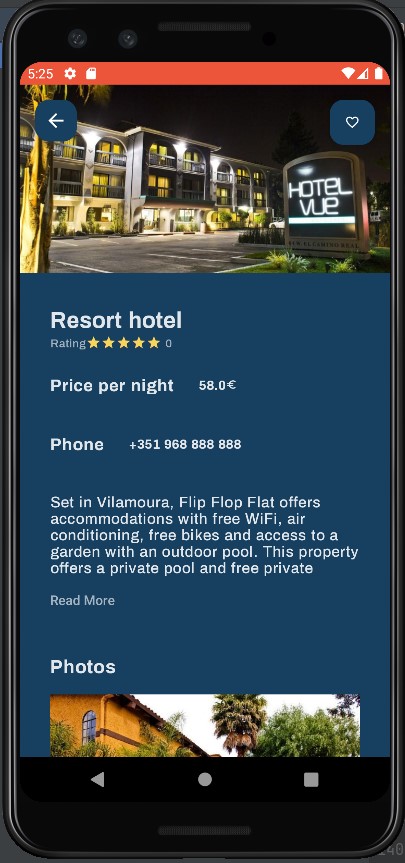 5:25
HOTEL
VUE
Resort hotel
Rating 0
Price per night 58.0€
Phone +351 968 888 888
Set in Vilamoura, Flip Flop Flat offers
accommodations with free WiFi, air
conditioning, free bikes and access to a
garden with an outdoor pool. This property
offers a private pool and free private
Read More
Photos